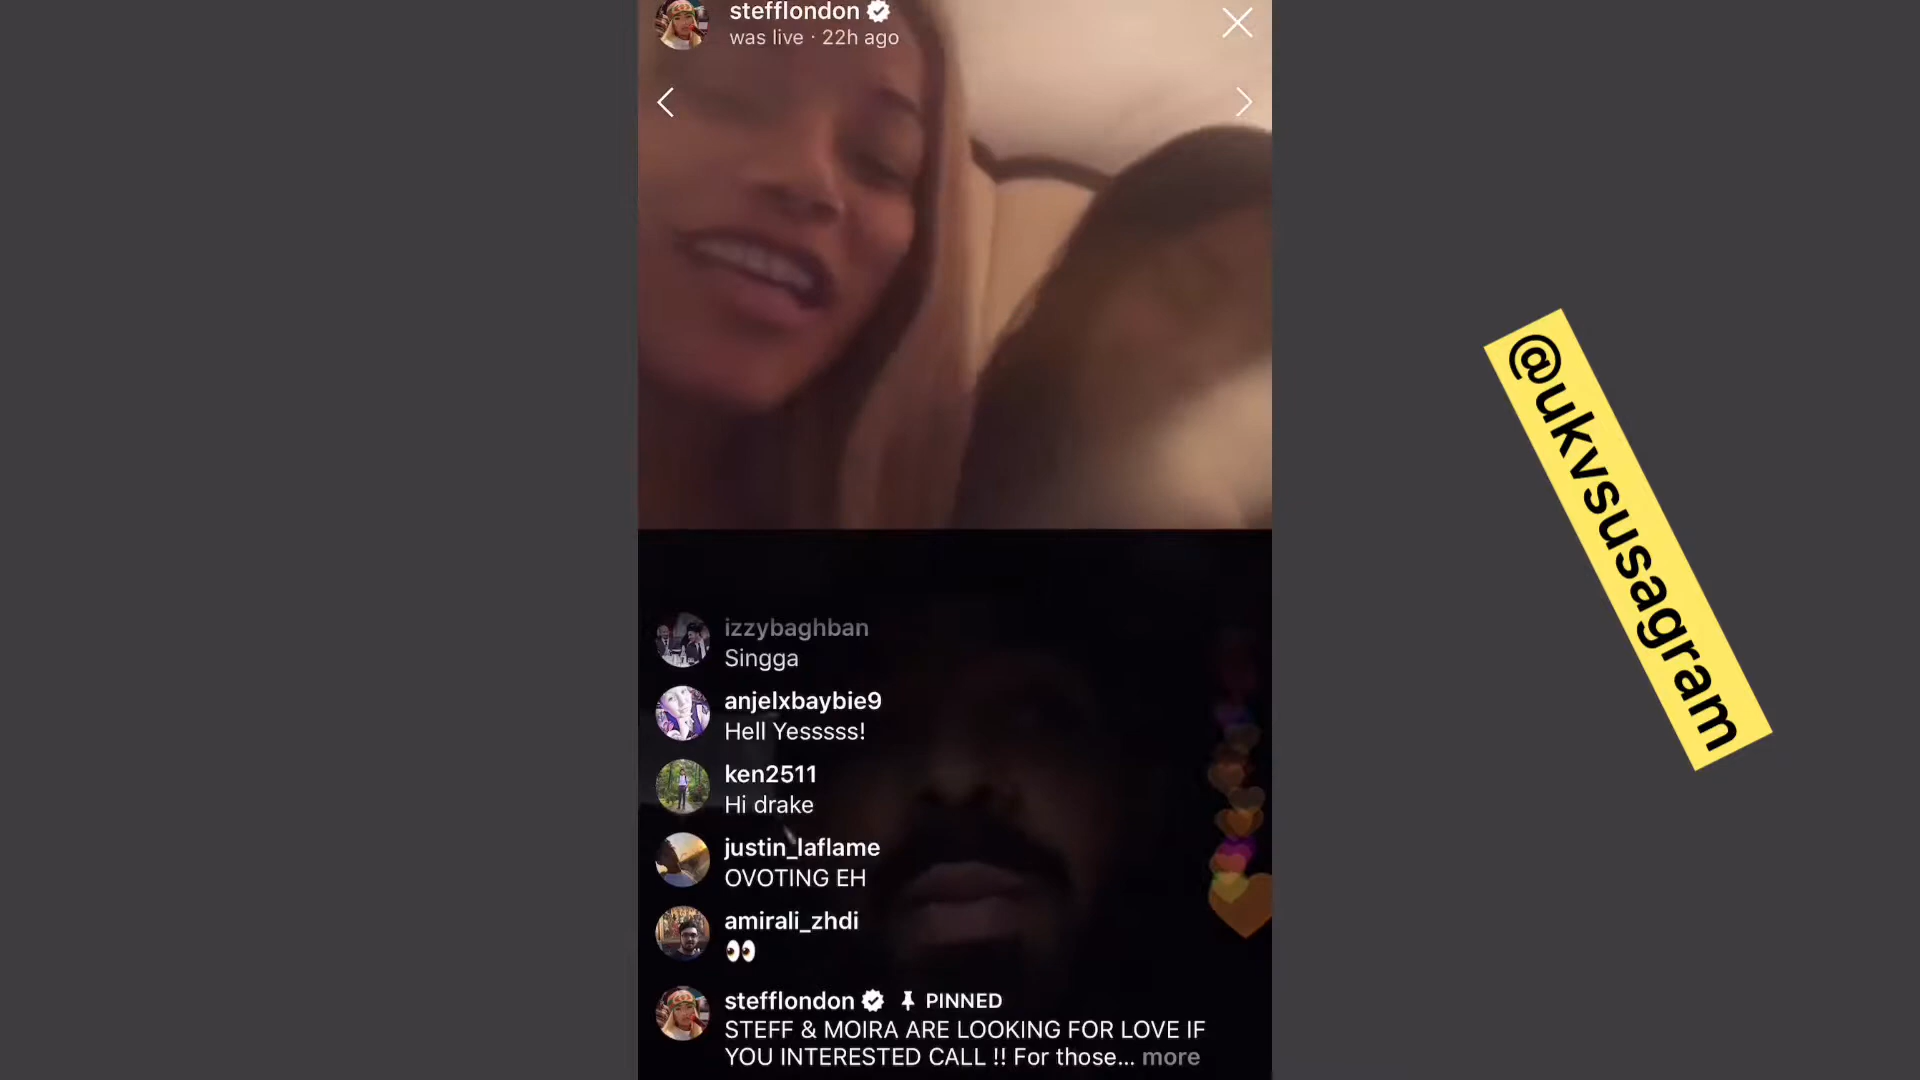 stefflondon
was live · 22h ago
izzybaghban
Singga
anjelxbaybie9
Hell Yesssss!
ken2511
Hi drake
justin_laflame
OVOTING EH
amirali_zhdi
👀
stefflondon PINNED
STEFF & MOIRA ARE LOOKING FOR LOVE IF
YOU INTERESTED CALL !! For those... more
@ukvsusagram